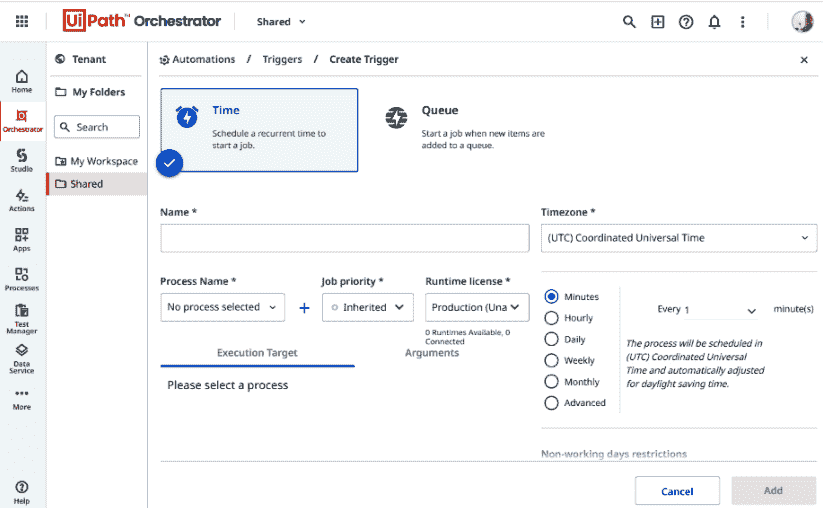 UiPath™ Orchestrator
Shared
Tenant
Automations / Triggers / Create Trigger
My Folders
Search
My Workspace
Shared
Home
Orchestrator
Studio
Actions
Apps
Processes
Test
Manager
Data
Service
More
Help
Time
Schedule a recurrent time to
start a job.
Queue
Start a job when new items are
added to a queue.
Name *
Timezone *
(UTC) Coordinated Universal Time
Process Name *
Job priority *
Runtime license *
No process selected
Inherited
Production (Una
0 Runtimes Available, 0
Connected
Execution Target
Arguments
Please select a process
Minutes
Hourly
Daily
Weekly
Monthly
Advanced
Every 1 minute(s)
The process will be scheduled in
(UTC) Coordinated Universal
Time and automatically adjusted
for daylight saving time.
Non-working days restrictions
Cancel
Add